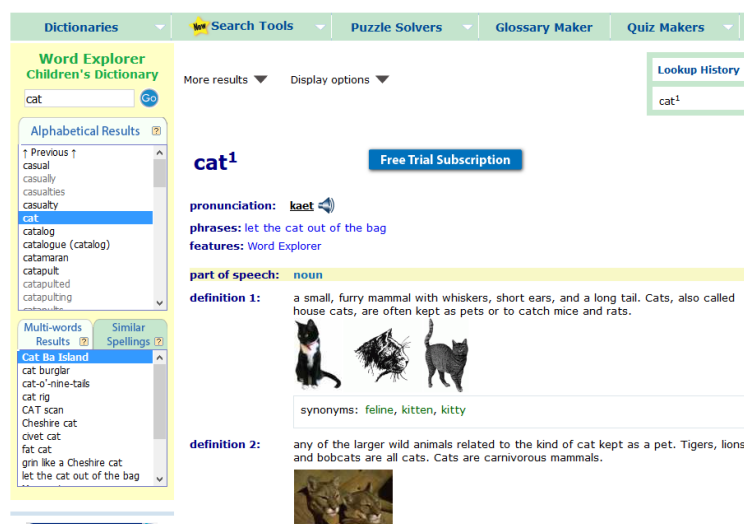 Dictionaries
New Search Tools
Puzzle Solvers
Glossary Maker
Quiz Makers
Word Explorer
Children's Dictionary
cat
Go
Alphabetical Results ?
↑ Previous ↑
casual
casually
casualties
casualty
cat
catalog
catalogue (catalog)
catamaran
catapult
catapulted
catapulting
Multi-words
Results ?
Similar
Spellings ?
Cat Ba Island
cat burglar
cat-o'-nine-tails
cat rig
CAT scan
Cheshire cat
civet cat
fat cat
grin like a Cheshire cat
let the cat out of the bag
More results
Display options
Lookup History
cat1
cat1
Free Trial Subscription
pronunciation: kaet
phrases: let the cat out of the bag
features: Word Explorer
part of speech: noun
definition 1: a small, furry mammal with whiskers, short ears, and a long tail. Cats, also called
house cats, are often kept as pets or to catch mice and rats.
synonyms: feline, kitten, kitty
definition 2: any of the larger wild animals related to the kind of cat kept as a pet. Tigers, lions
and bobcats are all cats. Cats are carnivorous mammals.